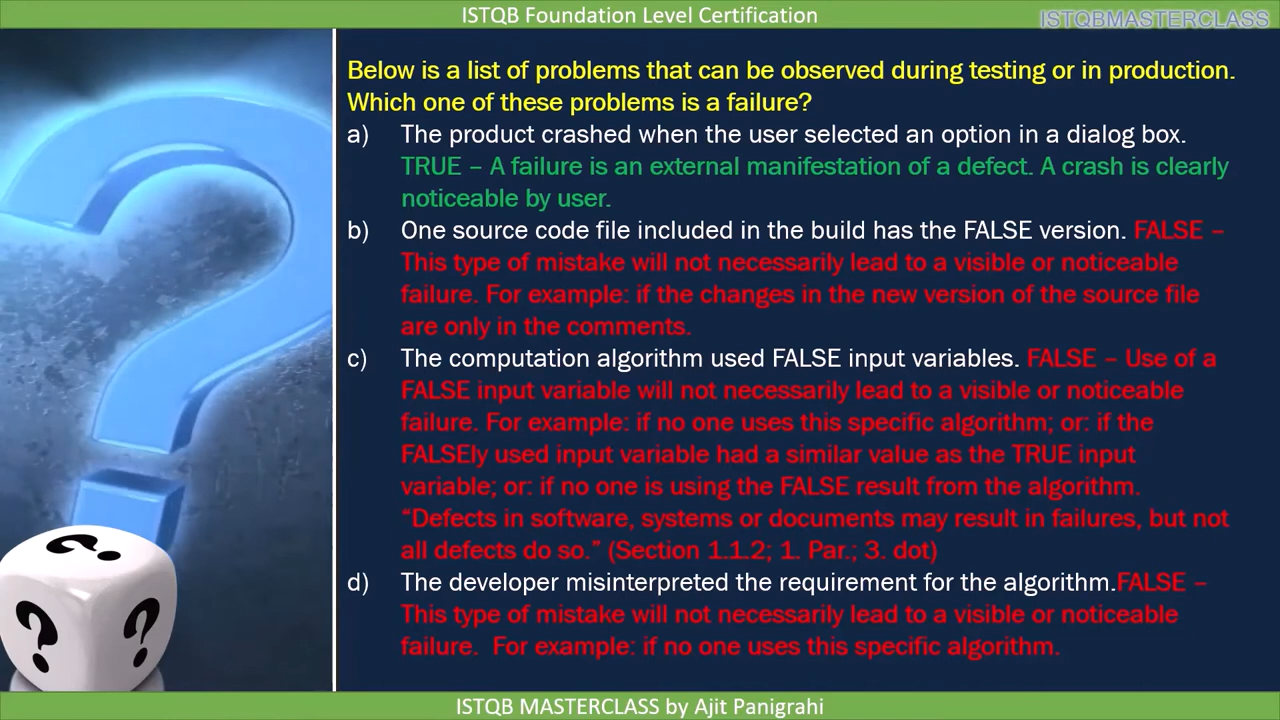 ISTQB Foundation Level Certification
ISTQBMASTERCLASS
Below is a list of problems that can be observed during testing or in production.
Which one of these problems is a failure?
a) The product crashed when the user selected an option in a dialog box.
TRUE – A failure is an external manifestation of a defect. A crash is clearly
noticeable by user.
b) One source code file included in the build has the FALSE version. FALSE –
This type of mistake will not necessarily lead to a visible or noticeable
failure. For example: if the changes in the new version of the source file
are only in the comments.
c) The computation algorithm used FALSE input variables. FALSE – Use of a
FALSE input variable will not necessarily lead to a visible or noticeable
failure. For example: if no one uses this specific algorithm; or: if the
FALSEly used input variable had a similar value as the TRUE input
variable; or: if no one is using the FALSE result from the algorithm.
“Defects in software, systems or documents may result in failures, but not
all defects do so.” (Section 1.1.2; 1. Par.; 3. dot)
d) The developer misinterpreted the requirement for the algorithm.FALSE –
This type of mistake will not necessarily lead to a visible or noticeable
failure. For example: if no one uses this specific algorithm.
? ? ?
ISTQB MASTERCLASS by Ajit Panigrahi